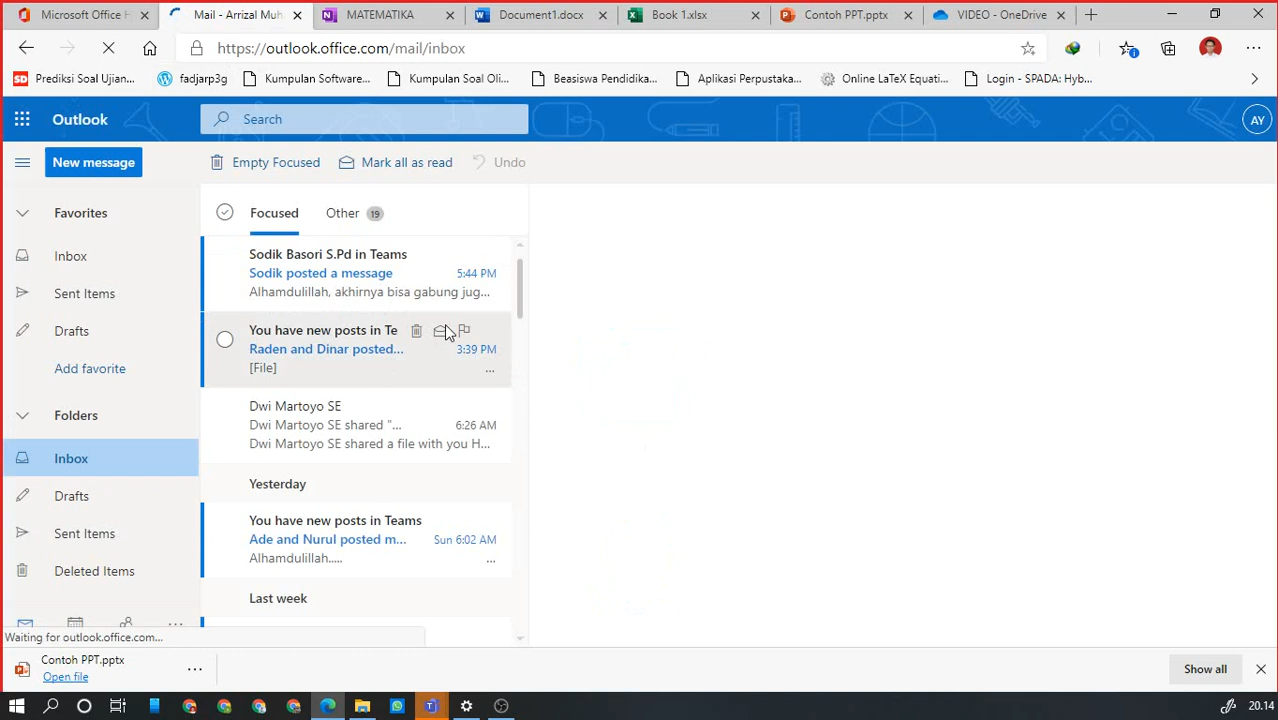 Microsoft Office H
Mail - Arrizal Muh
MATEMATIKA
Document1.docx
Book 1.xlsx
Contoh PPT.pptx
VIDEO - OneDrive
https://outlook.office.com/mail/inbox
Prediksi Soal Ujian...
fadjarp3g
Kumpulan Software...
Kumpulan Soal Oli...
Beasiswa Pendidika...
Aplikasi Perpustaka...
Online LaTeX Equati...
Login - SPADA: Hyb...
Outlook
Search
AY
New message
Empty Focused
Mark all as read
Undo
Favorites
Inbox
Sent Items
Drafts
Add favorite
Folders
Inbox
Drafts
Sent Items
Deleted Items
Focused
Other 19
Sodik Basori S.Pd in Teams
Sodik posted a message 5:44 PM
Alhamdulillah, akhirnya bisa gabung jug...
You have new posts in Te
Raden and Dinar posted... 3:39 PM
[File] ...
Dwi Martoyo SE
Dwi Martoyo SE shared "... 6:26 AM
Dwi Martoyo SE shared a file with you H...
Yesterday
You have new posts in Teams
Ade and Nurul posted m... Sun 6:02 AM
Alhamdulillah..... ...
Last week
Waiting for outlook.office.com...
Contoh PPT.pptx
Open file
Show all
20.14